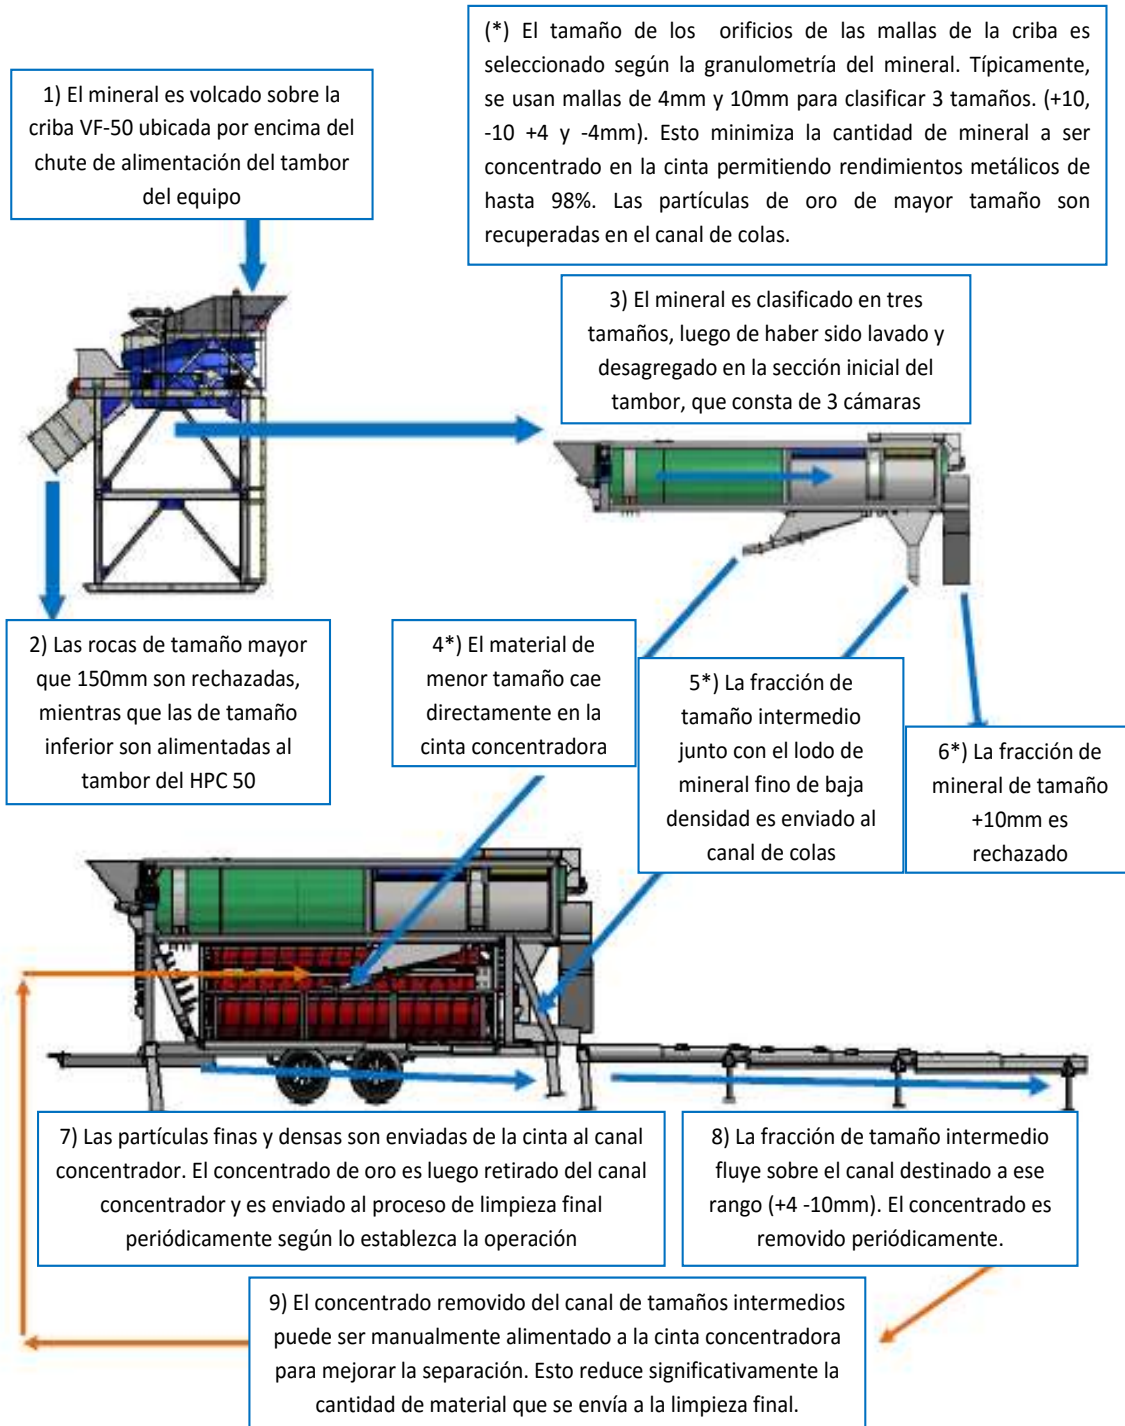 (*) El tamaño de los orificios de las mallas de la criba es
seleccionado según la granulometría del mineral. Típicamente,
se usan mallas de 4mm y 10mm para clasificar 3 tamaños. (+10,
-10 +4 y -4mm). Esto minimiza la cantidad de mineral a ser
concentrado en la cinta permitiendo rendimientos metálicos de
hasta 98%. Las partículas de oro de mayor tamaño son
recuperadas en el canal de colas.
1) El mineral es volcado sobre la
criba VF-50 ubicada por encima del
chute de alimentación del tambor
del equipo
3) El mineral es clasificado en tres
tamaños, luego de haber sido lavado y
desagregado en la sección inicial del
tambor, que consta de 3 cámaras
2) Las rocas de tamaño mayor
que 150mm son rechazadas,
mientras que las de tamaño
inferior son alimentadas al
tambor del HPC 50
4*) El material de
menor tamaño cae
directamente en la
cinta concentradora
5*) La fracción de
tamaño intermedio
junto con el lodo de
mineral fino de baja
densidad es enviado al
canal de colas
6*) La fracción de
mineral de tamaño
+10mm es
rechazado
7) Las partículas finas y densas son enviadas de la cinta al canal
concentrador. El concentrado de oro es luego retirado del canal
concentrador y es enviado al proceso de limpieza final
periódicamente según lo establezca la operación
8) La fracción de tamaño intermedio
fluye sobre el canal destinado a ese
rango (+4 -10mm). El concentrado es
removido periódicamente.
9) El concentrado removido del canal de tamaños intermedios
puede ser manualmente alimentado a la cinta concentradora
para mejorar la separación. Esto reduce significativamente la
cantidad de material que se envía a la limpieza final.